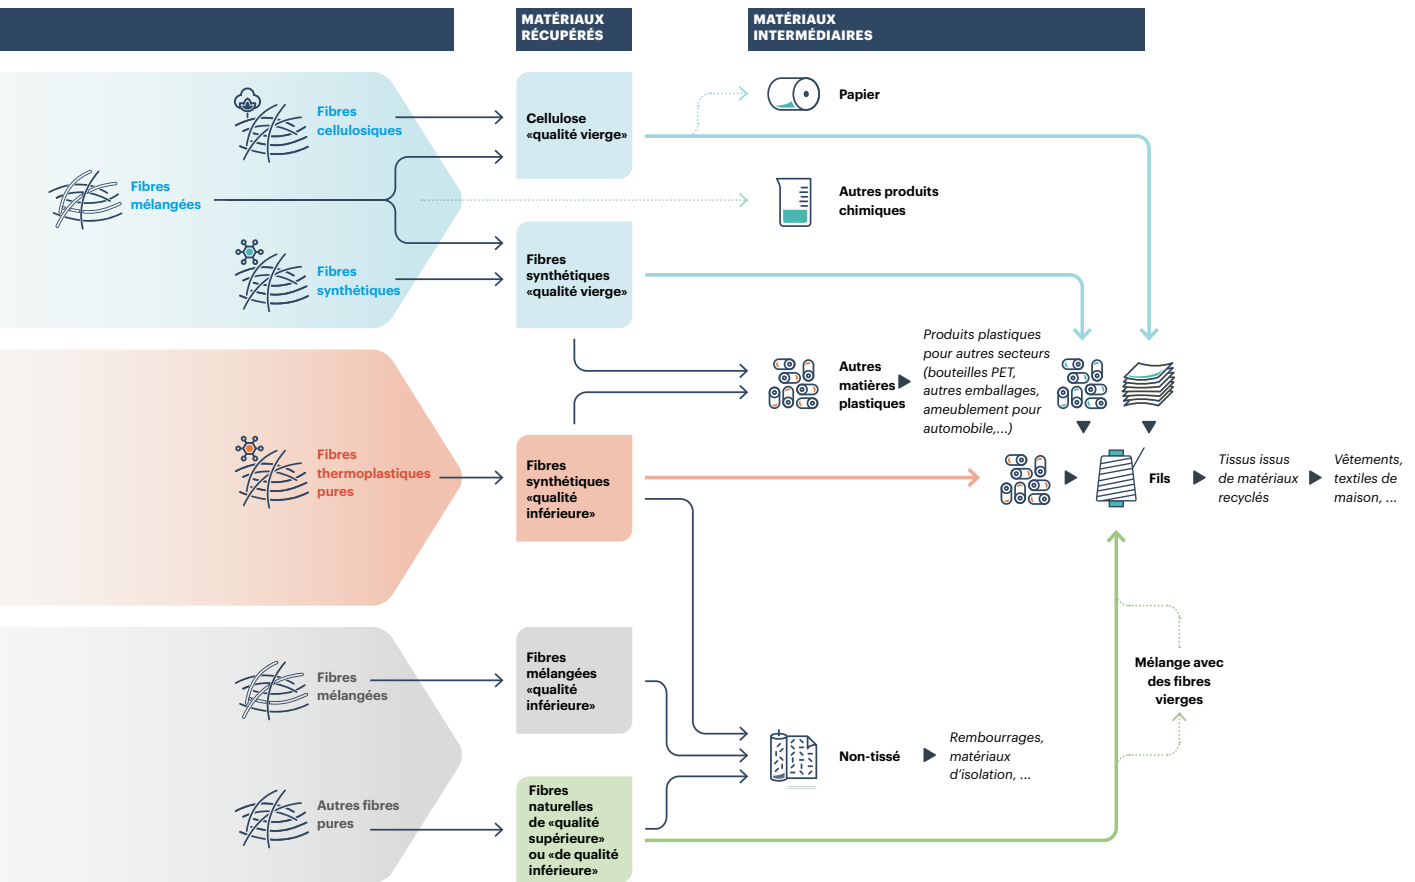 MATÉRIAUX
RÉCUPÉRÉS
MATÉRIAUX
INTERMÉDIAIRES
Fibres
cellulosiques
Fibres
mélangées
Fibres
synthétiques
Cellulose
«qualité vierge»
Fibres
synthétiques
«qualité vierge»
Papier
Autres produits
chimiques
Autres
matières
plastiques
Produits plastiques
pour autres secteurs
(bouteilles PET,
autres emballages,
ameublement pour
automobile,...)
Fibres
thermoplastiques
pures
Fibres
synthétiques
«qualité
inférieure»
Fils
Tissus issus
de matériaux
recyclés
Vêtements,
textiles de
maison, ...
Fibres
mélangées
Fibres
mélangées
«qualité
inférieure»
Mélange avec
des fibres
vierges
Non-tissé
Rembourrages,
matériaux
d'isolation, ...
Autres fibres
pures
Fibres
naturelles
de «qualité
supérieure»
ou «de qualité
inférieure»